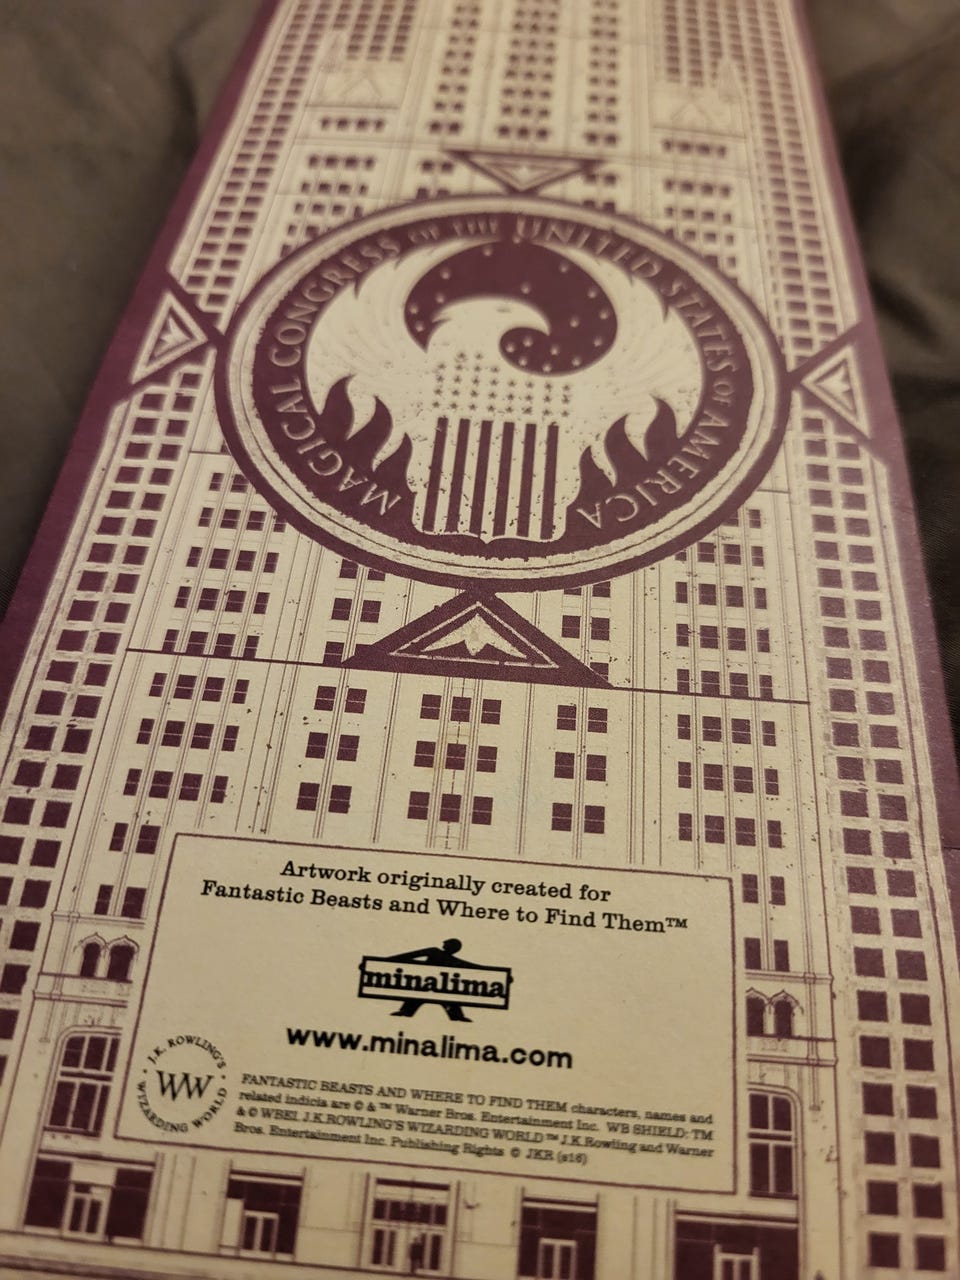 MAGICAL CONGRESS OF THE UNITED STATES OF AMERICA
Artwork originally created for
Fantastic Beasts and Where to Find Them™
minalima
www.minalima.com
J.K. ROWLING'S
WW
WIZARDING WORLD
FANTASTIC BEASTS AND WHERE TO FIND THEM characters, names and
related indicia are © & ™ Warner Bros. Entertainment Inc. WB SHIELD: TM
& © WBEI. J.K.ROWLING'S WIZARDING WORLD ™ J.K.Rowling and Warner
Bros. Entertainment Inc. Publishing Rights © JKR (s16)